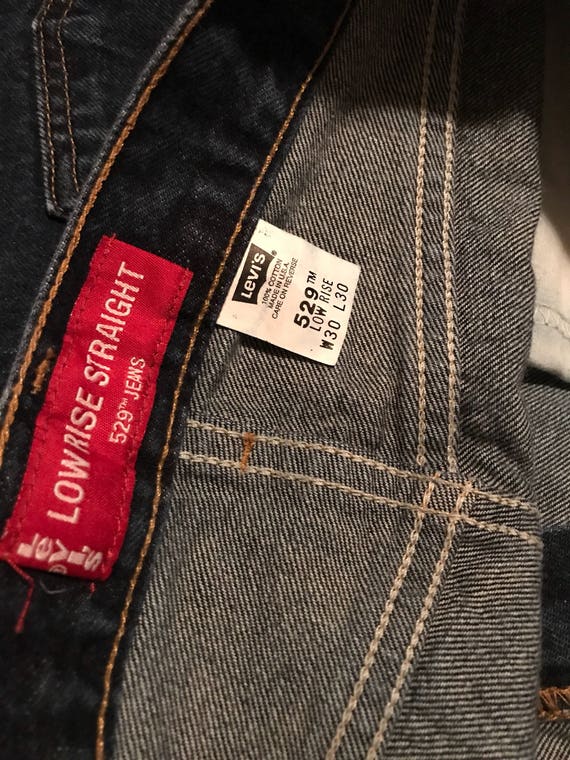 Levi's
LOWRISE STRAIGHT
529™ JEANS
LEVI'S®
100% COTTON
MADE IN U.S.A.
CARE ON REVERSE
529™
LOW RISE
W30 L30